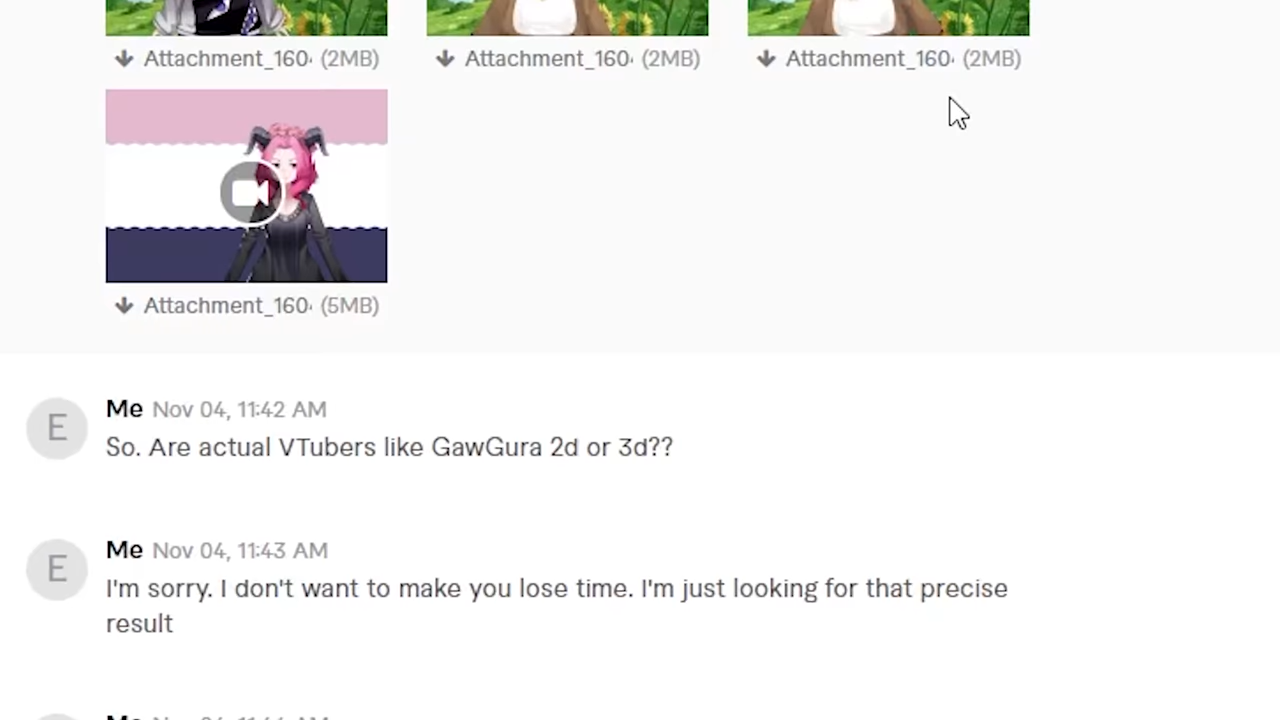 Attachment_160 (2MB) Attachment_160 (2MB) Attachment_160 (2MB)
Attachment_160 (5MB)
E
Me Nov 04, 11:42 AM
So. Are actual VTubers like GawGura 2d or 3d??
E
Me Nov 04, 11:43 AM
I'm sorry. I don't want to make you lose time. I'm just looking for that precise
result
Me